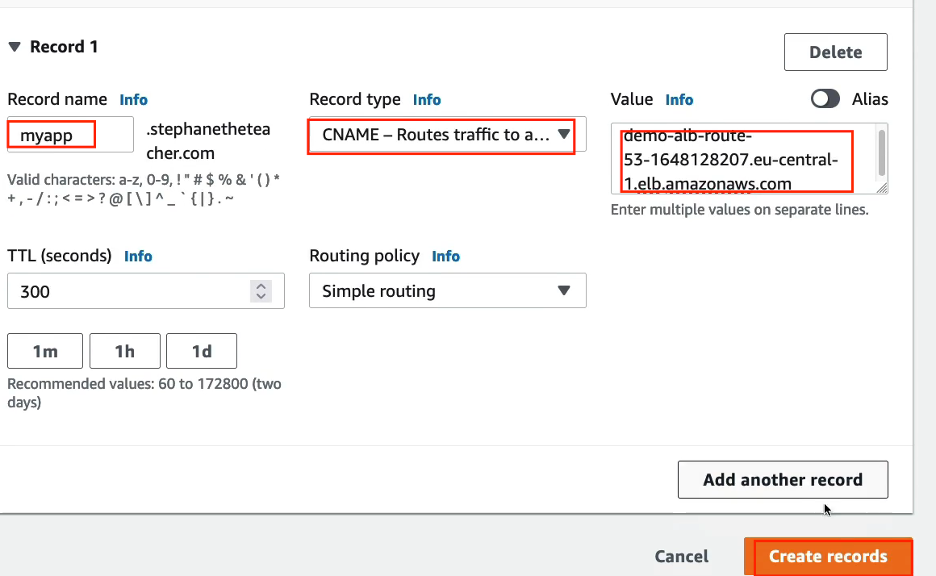 Record 1
Delete
Record name Info
Record type Info
Value Info
Alias
myapp
.stephanethetea
cher.com
CNAME – Routes traffic to a...
demo-alb-route-
53-1648128207.eu-central-
1.elb.amazonaws.com
Valid characters: a-z, 0-9, ! " # $ % & ' ( ) *
+ , - / : ; < = > ? @ [ \ ] ^ _ ` { | } . ~
Enter multiple values on separate lines.
TTL (seconds) Info
Routing policy Info
300
Simple routing
1m
1h
1d
Recommended values: 60 to 172800 (two
days)
Add another record
Cancel
Create records